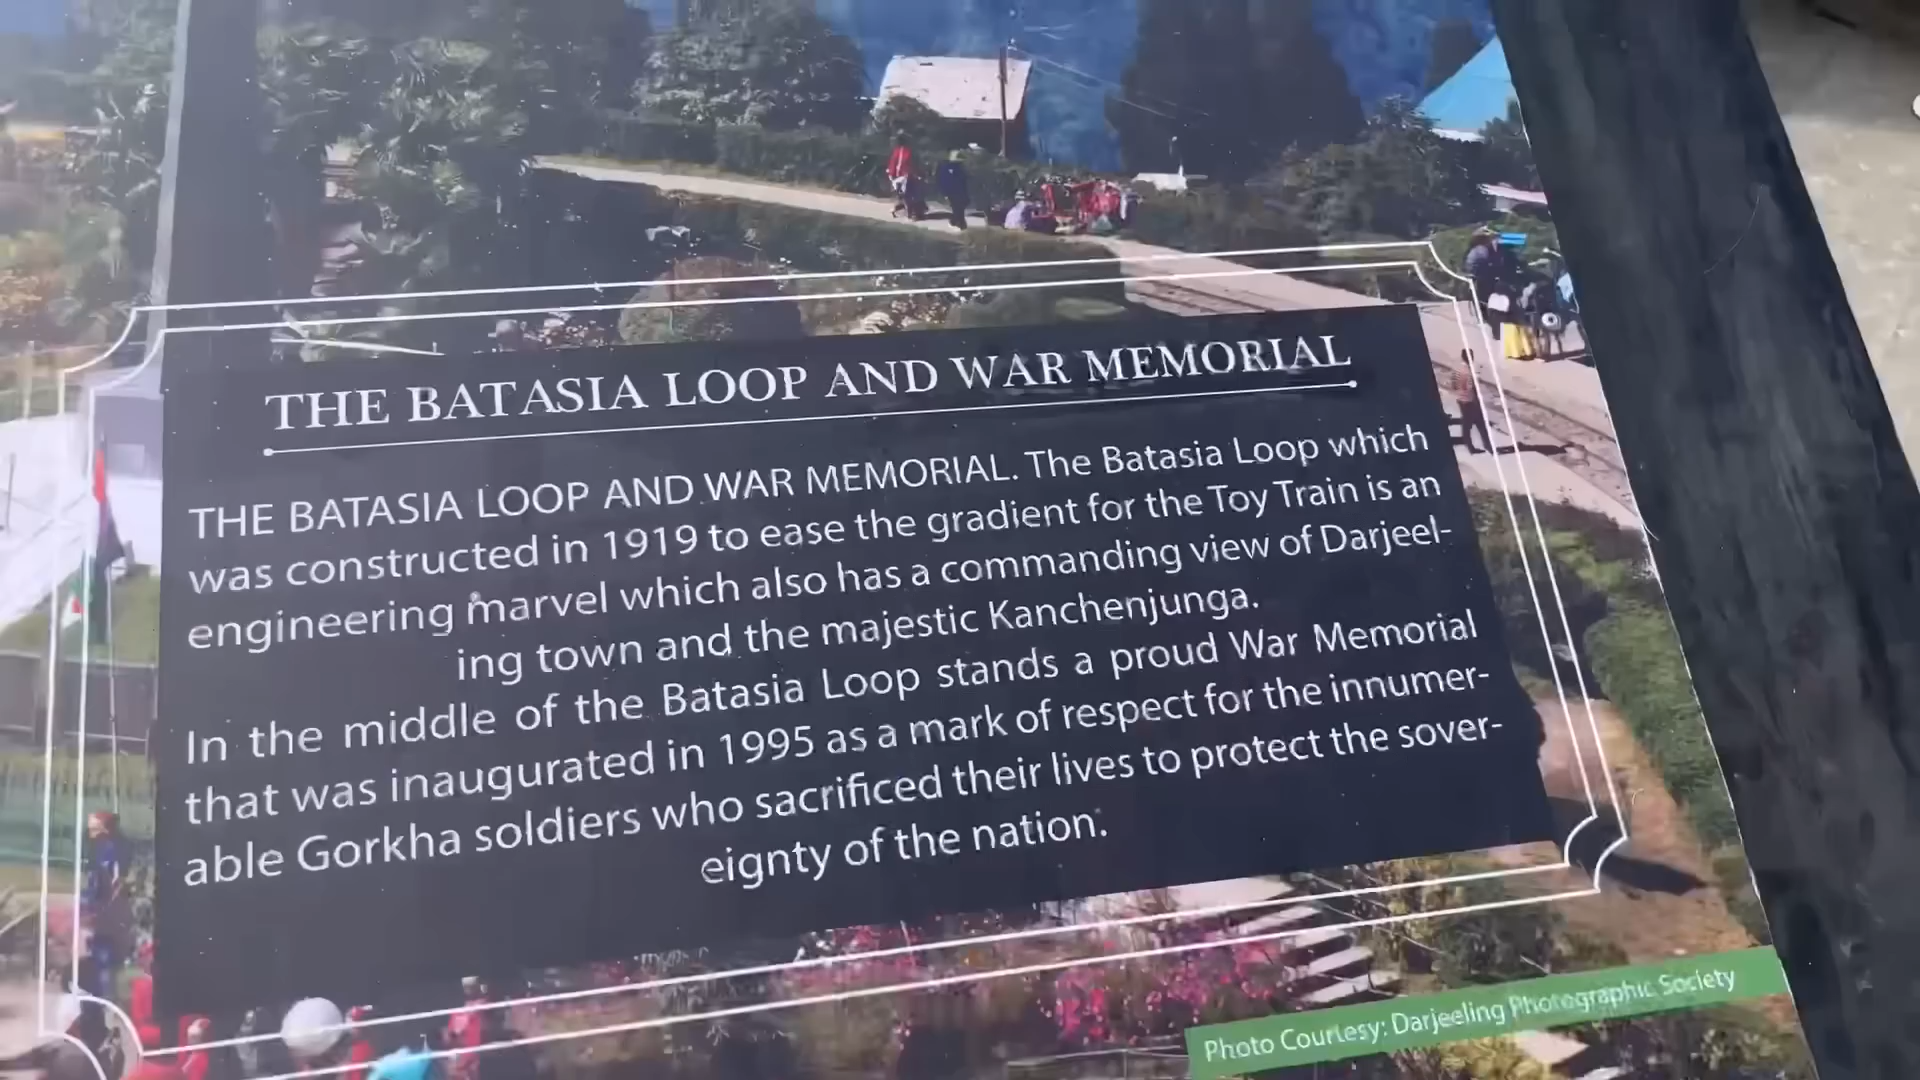 THE BATASIA LOOP AND WAR MEMORIAL
THE BATASIA LOOP AND WAR MEMORIAL. The Batasia Loop which
was constructed in 1919 to ease the gradient for the Toy Train is an
engineering marvel which also has a commanding view of Darjeel-
ing town and the majestic Kanchenjunga.
In the middle of the Batasia Loop stands a proud War Memorial
that was inaugurated in 1995 as a mark of respect for the innumer-
able Gorkha soldiers who sacrificed their lives to protect the sover-
eignty of the nation.
Photo Courtesy: Darjeeling Photographic Society